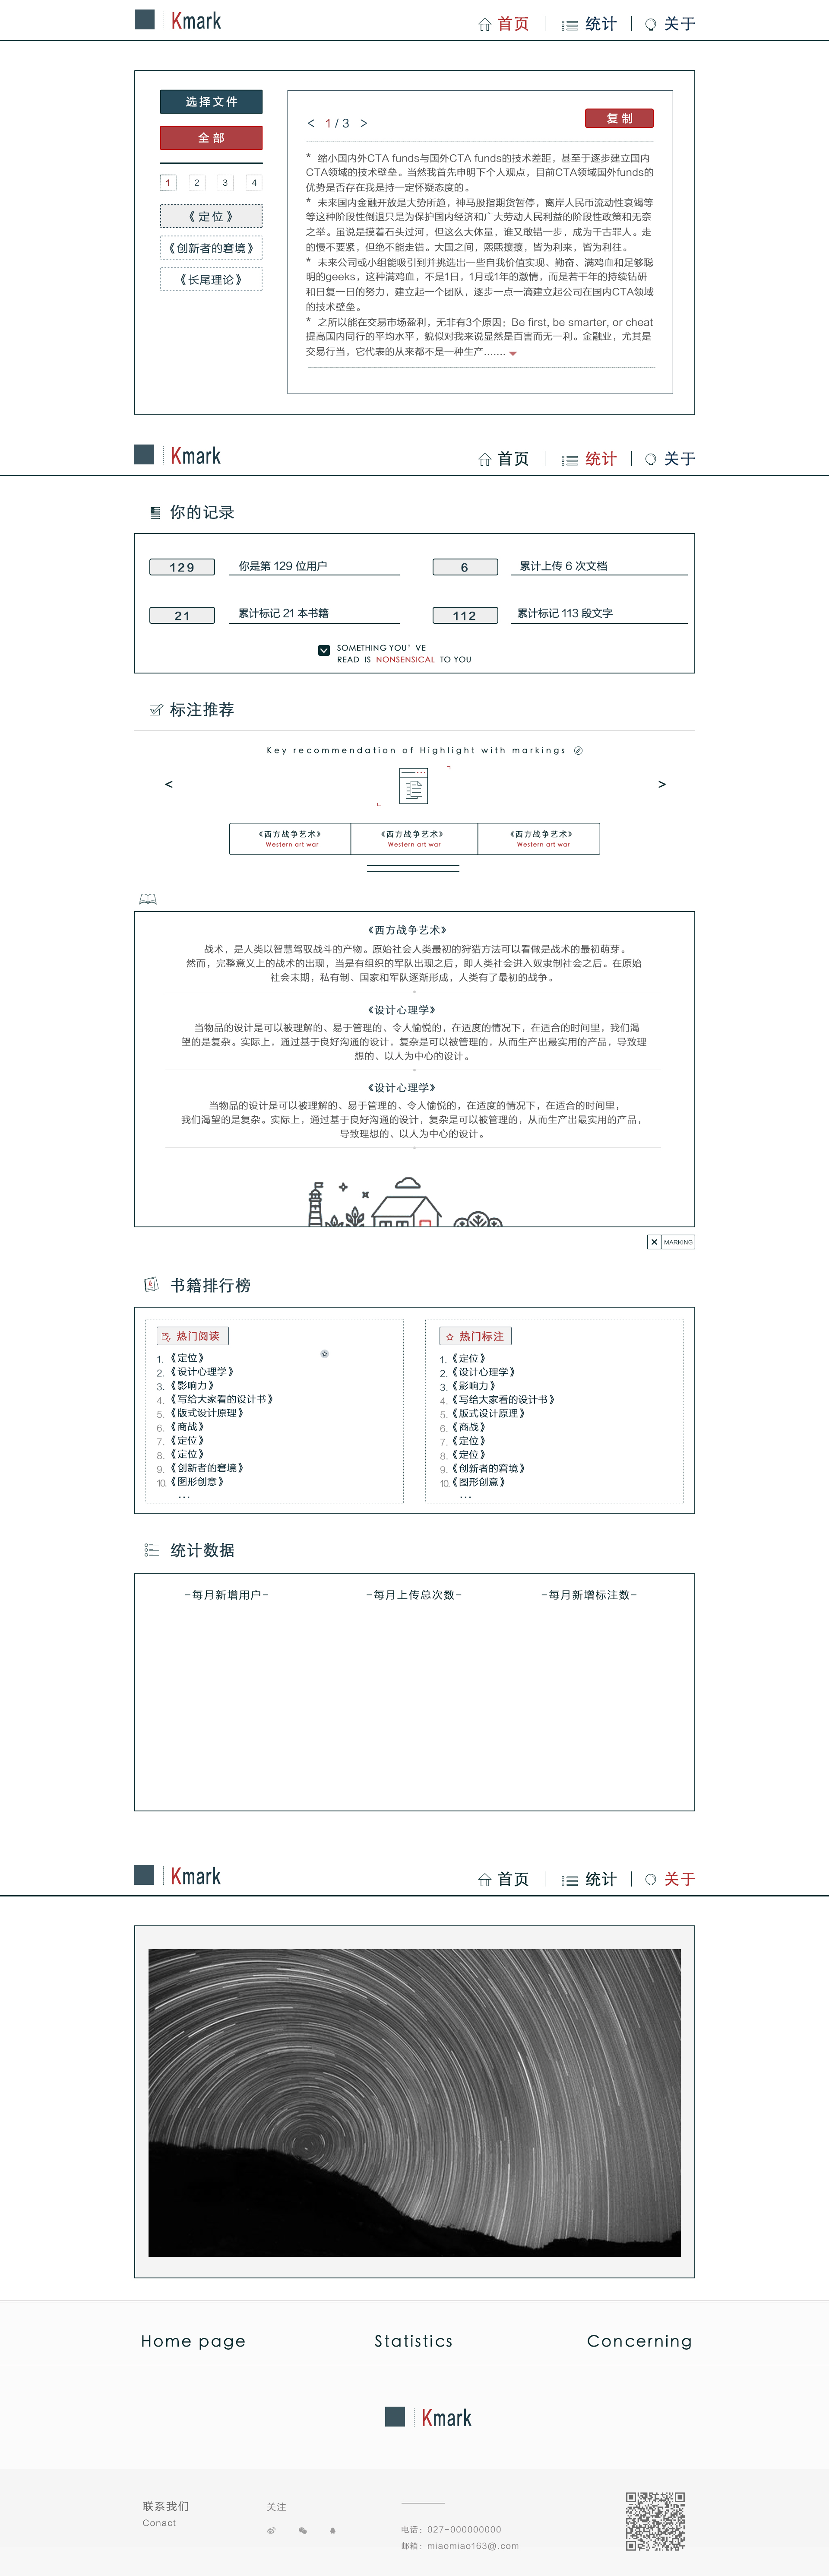 Kmark
首页
统计
关于
选择文件
全部
1 2 3 4
《定位》
《创新者的窘境》
《长尾理论》
< 1 / 3 >
复制
* 缩小国内外CTA funds与国外CTA funds的技术差距，甚至于逐步建立国内
CTA领域的技术壁垒。当然我首先申明下个人观点，目前CTA领域国外funds的
优势是否存在我是持一定怀疑态度的。
* 未来国内金融开放是大势所趋，神马股指期货暂停，离岸人民币流动性衰竭等
等这种阶段性倒退只是为保护国内经济和广大劳动人民利益的阶段性政策和无奈
之举。虽说是摸着石头过河，但这么大体量，谁又敢错一步，成为千古罪人。走
的慢不要紧，但绝不能走错。大国之间，熙熙攘攘，皆为利来，皆为利往。
* 未来公司或小组能吸引到并挑选出一些自我价值实现、勤奋、满鸡血和足够聪
明的geeks，这种满鸡血，不是1日，1月或1年的激情，而是若干年的持续钻研
和日复一日的努力，建立起一个团队，逐步一点一滴建立起公司在国内CTA领域
的技术壁垒。
* 之所以能在交易市场盈利，无非有3个原因：Be first, be smarter, or cheat
提高国内同行的平均水平，貌似对我来说显然是百害而无一利。金融业，尤其是
交易行当，它代表的从来都不是一种生产.......
Kmark
首页
统计
关于
你的记录
129 你是第 129 位用户
6 累计上传 6 次文档
21 累计标记 21 本书籍
112 累计标记 113 段文字
SOMETHING YOU' VE
READ IS NONSENSICAL TO YOU
标注推荐
Key recommendation of Highlight with markings
< >
《西方战争艺术》 《西方战争艺术》 《西方战争艺术》
Western art war Western art war Western art war
《西方战争艺术》
战术，是人类以智慧驾驭战斗的产物。原始社会人类最初的狩猎方法可以看做是战术的最初萌芽。
然而，完整意义上的战术的出现，当是有组织的军队出现之后，即人类社会进入奴隶制社会之后。在原始
社会末期，私有制、国家和军队逐渐形成，人类有了最初的战争。
《设计心理学》
当物品的设计是可以被理解的、易于管理的、令人愉悦的，在适度的情况下，在适合的时间里，我们渴
望的是复杂。实际上，通过基于良好沟通的设计，复杂是可以被管理的，从而生产出最实用的产品，导致理
想的、以人为中心的设计。
《设计心理学》
当物品的设计是可以被理解的、易于管理的、令人愉悦的，在适度的情况下，在适合的时间里，
我们渴望的是复杂。实际上，通过基于良好沟通的设计，复杂是可以被管理的，从而生产出最实用的产品，
导致理想的、以人为中心的设计。
× MARKING
书籍排行榜
热门阅读
1. 《定位》
2. 《设计心理学》
3. 《影响力》
4. 《写给大家看的设计书》
5. 《版式设计原理》
6. 《商战》
7. 《定位》
8. 《定位》
9. 《创新者的窘境》
10. 《图形创意》
...
热门标注
1. 《定位》
2. 《设计心理学》
3. 《影响力》
4. 《写给大家看的设计书》
5. 《版式设计原理》
6. 《商战》
7. 《定位》
8. 《定位》
9. 《创新者的窘境》
10. 《图形创意》
...
统计数据
-每月新增用户-
-每月上传总次数-
-每月新增标注数-
Kmark
首页
统计
关于
Home page
Statistics
Concerning
Kmark
联系我们
Conact
关注
电话：027-000000000
邮箱：miaomiao163@.com